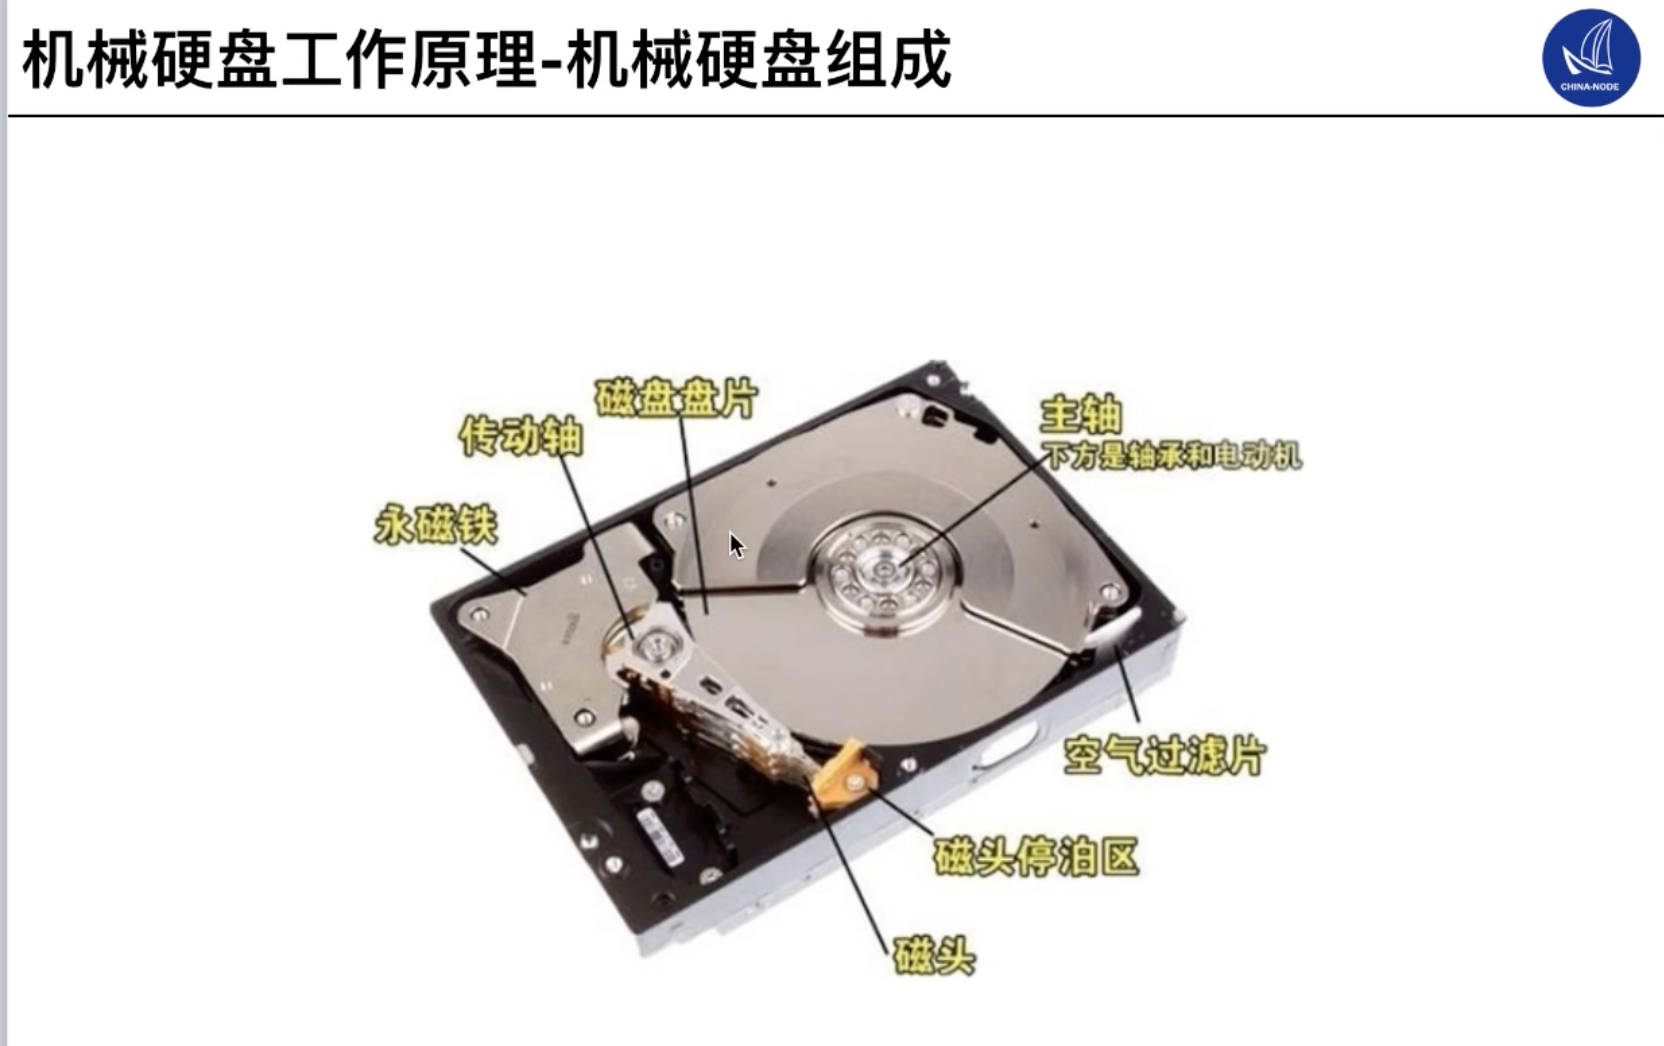 机械硬盘工作原理-机械硬盘组成
CHINA-NODE
磁盘盘片
主轴
传动轴
下方是轴承和电动机
永磁铁
空气过滤片
磁头停泊区
磁头